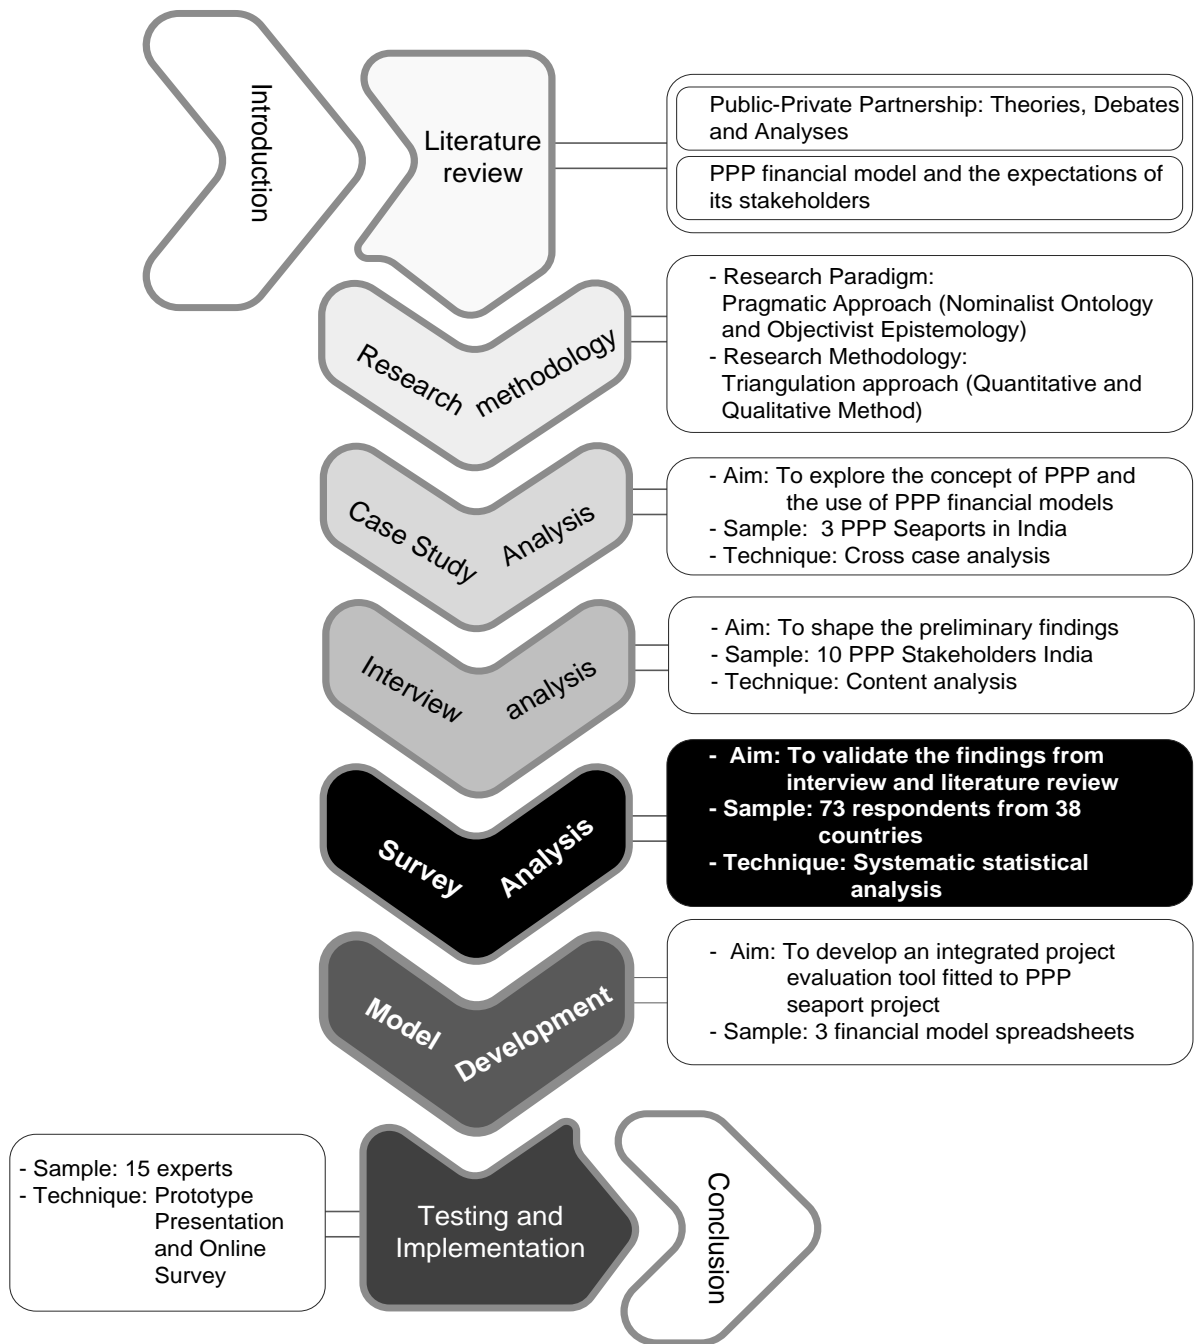 Introduction
Literature
review
Public-Private Partnership: Theories, Debates
and Analyses
PPP financial model and the expectations of
its stakeholders
Research methodology
- Research Paradigm:
Pragmatic Approach (Nominalist Ontology
and Objectivist Epistemology)
- Research Methodology:
Triangulation approach (Quantitative and
Qualitative Method)
Case Study Analysis
- Aim: To explore the concept of PPP and
the use of PPP financial models
- Sample: 3 PPP Seaports in India
- Technique: Cross case analysis
Interview analysis
- Aim: To shape the preliminary findings
- Sample: 10 PPP Stakeholders India
- Technique: Content analysis
Survey Analysis
- Aim: To validate the findings from
interview and literature review
- Sample: 73 respondents from 38
countries
- Technique: Systematic statistical
analysis
Model Development
- Aim: To develop an integrated project
evaluation tool fitted to PPP
seaport project
- Sample: 3 financial model spreadsheets
- Sample: 15 experts
- Technique: Prototype
Presentation
and Online
Survey
Testing and
Implementation
Conclusion